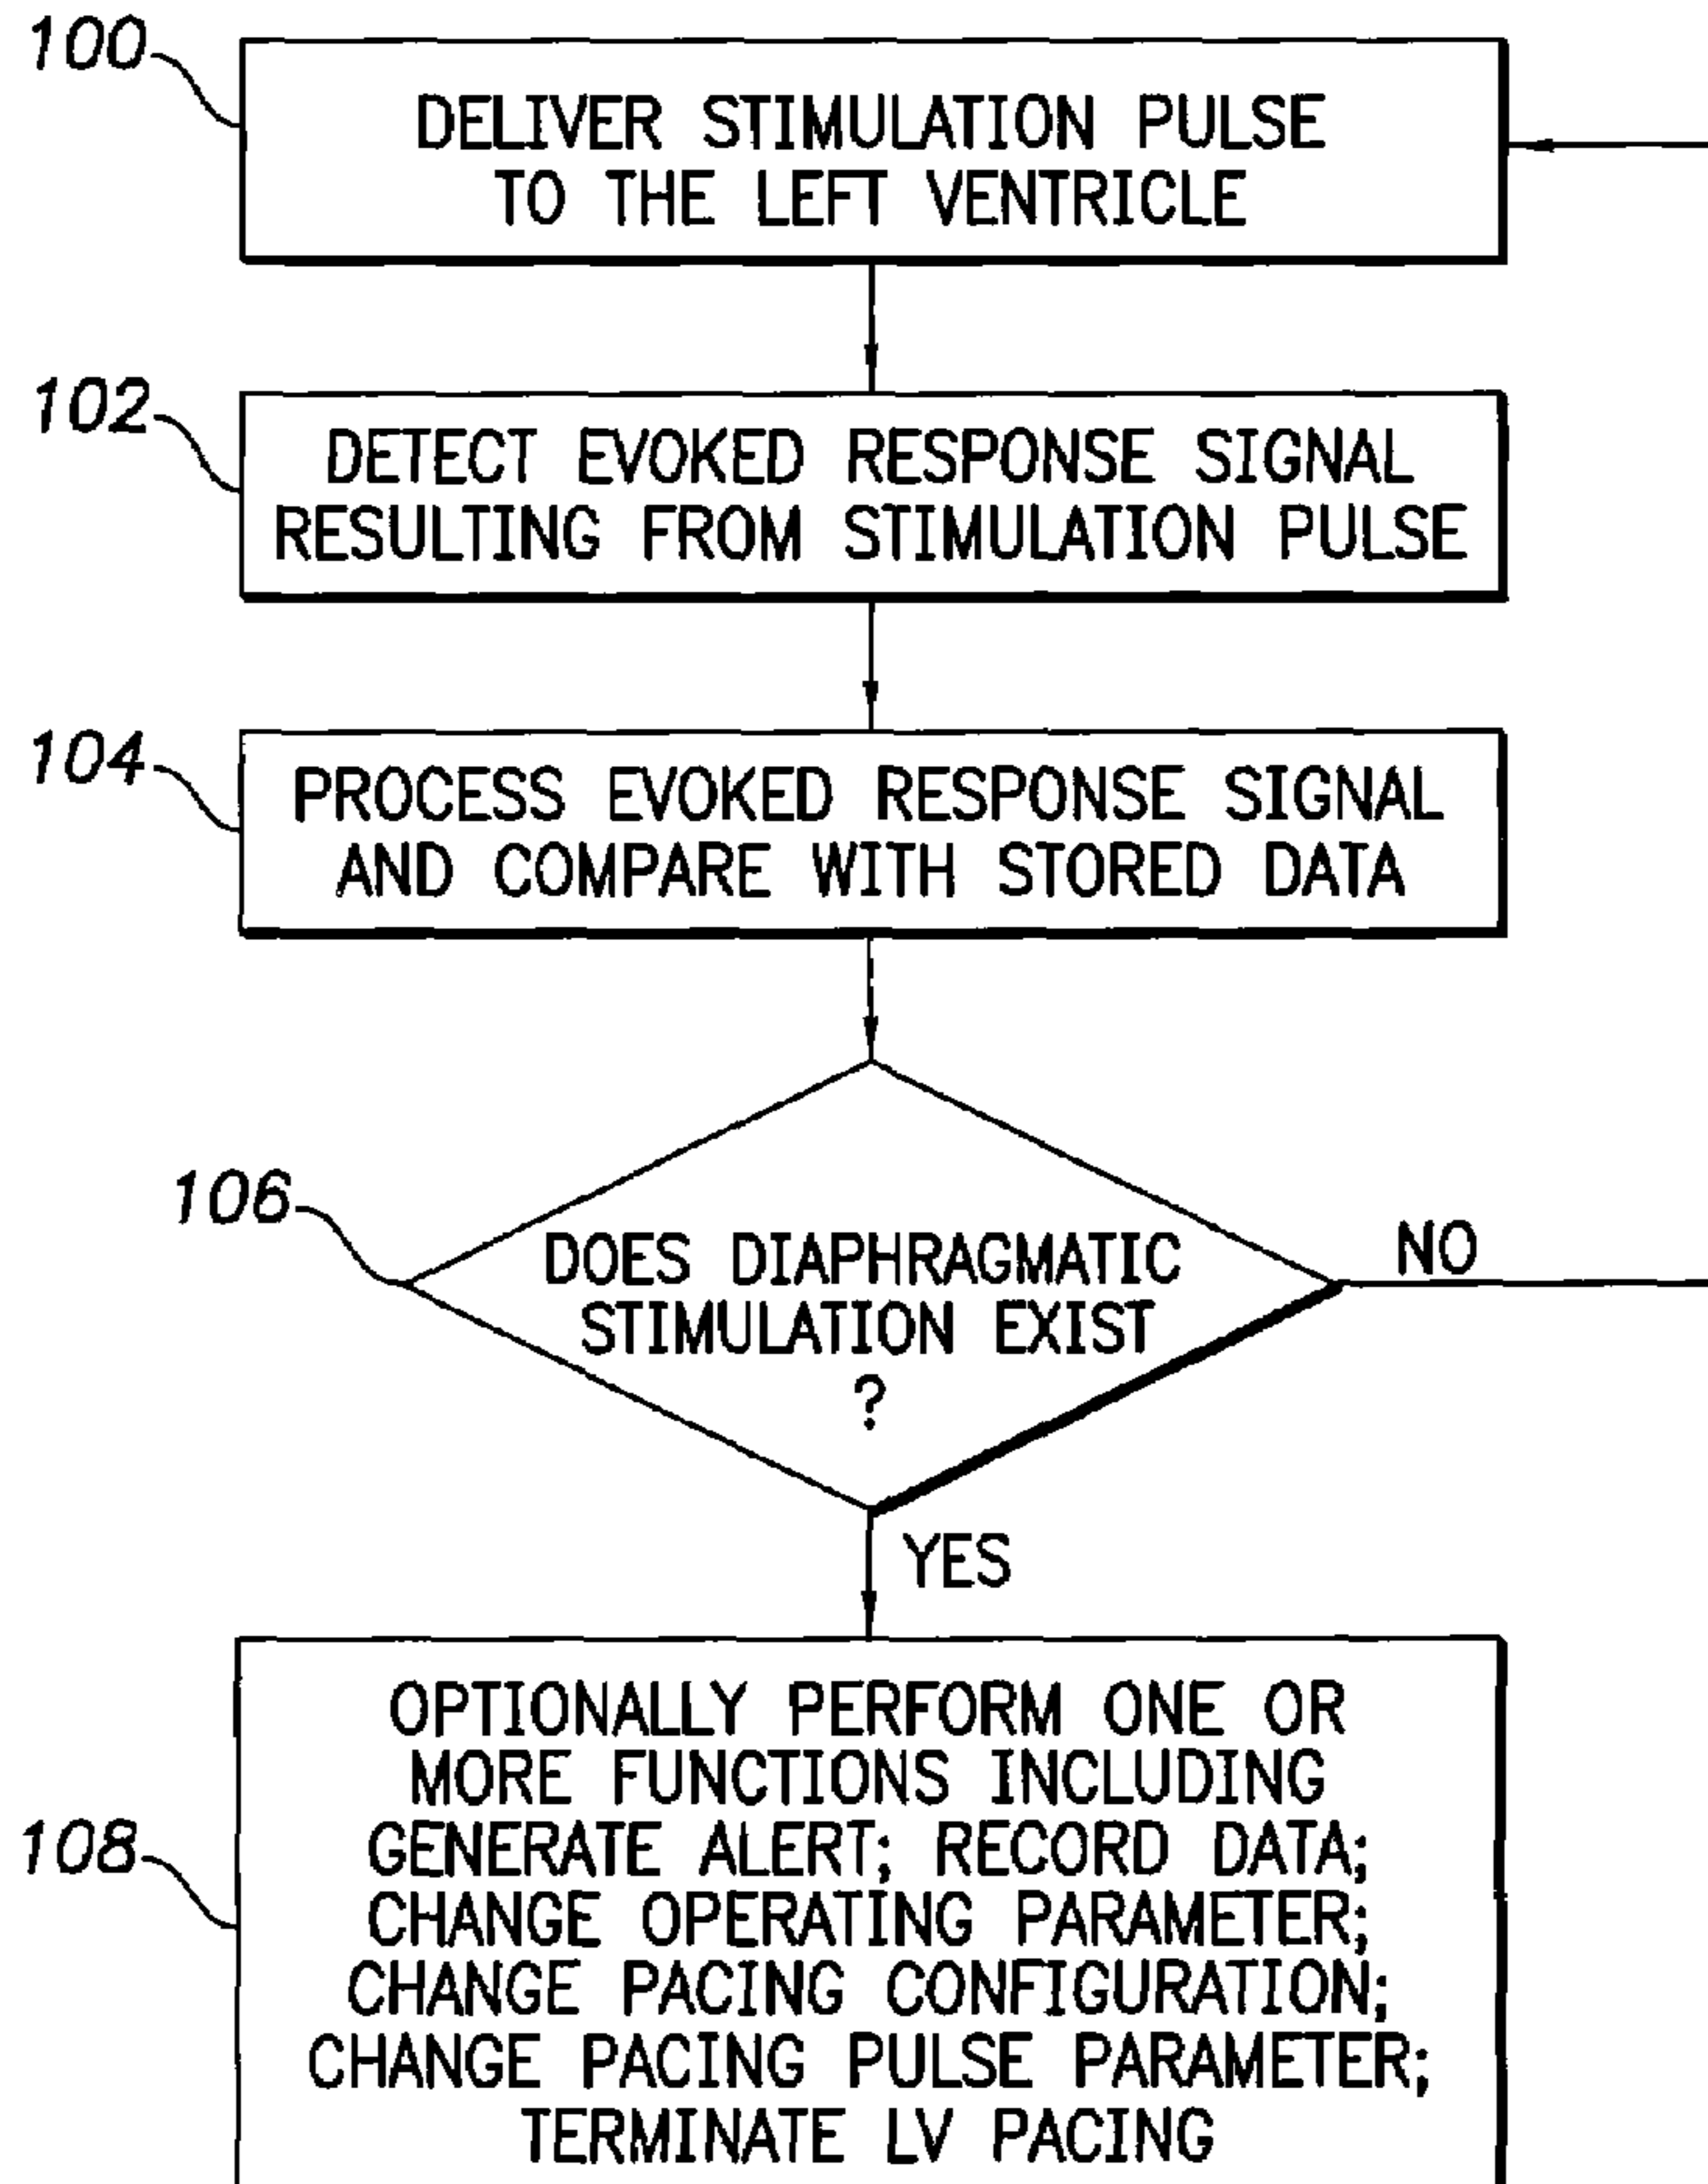 100
DELIVER STIMULATION PULSE
TO THE LEFT VENTRICLE
102
DETECT EVOKED RESPONSE SIGNAL
RESULTING FROM STIMULATION PULSE
104
PROCESS EVOKED RESPONSE SIGNAL
AND COMPARE WITH STORED DATA
106
DOES DIAPHRAGMATIC
STIMULATION EXIST
?
NO
YES
108
OPTIONALLY PERFORM ONE OR
MORE FUNCTIONS INCLUDING
GENERATE ALERT; RECORD DATA;
CHANGE OPERATING PARAMETER;
CHANGE PACING CONFIGURATION;
CHANGE PACING PULSE PARAMETER;
TERMINATE LV PACING